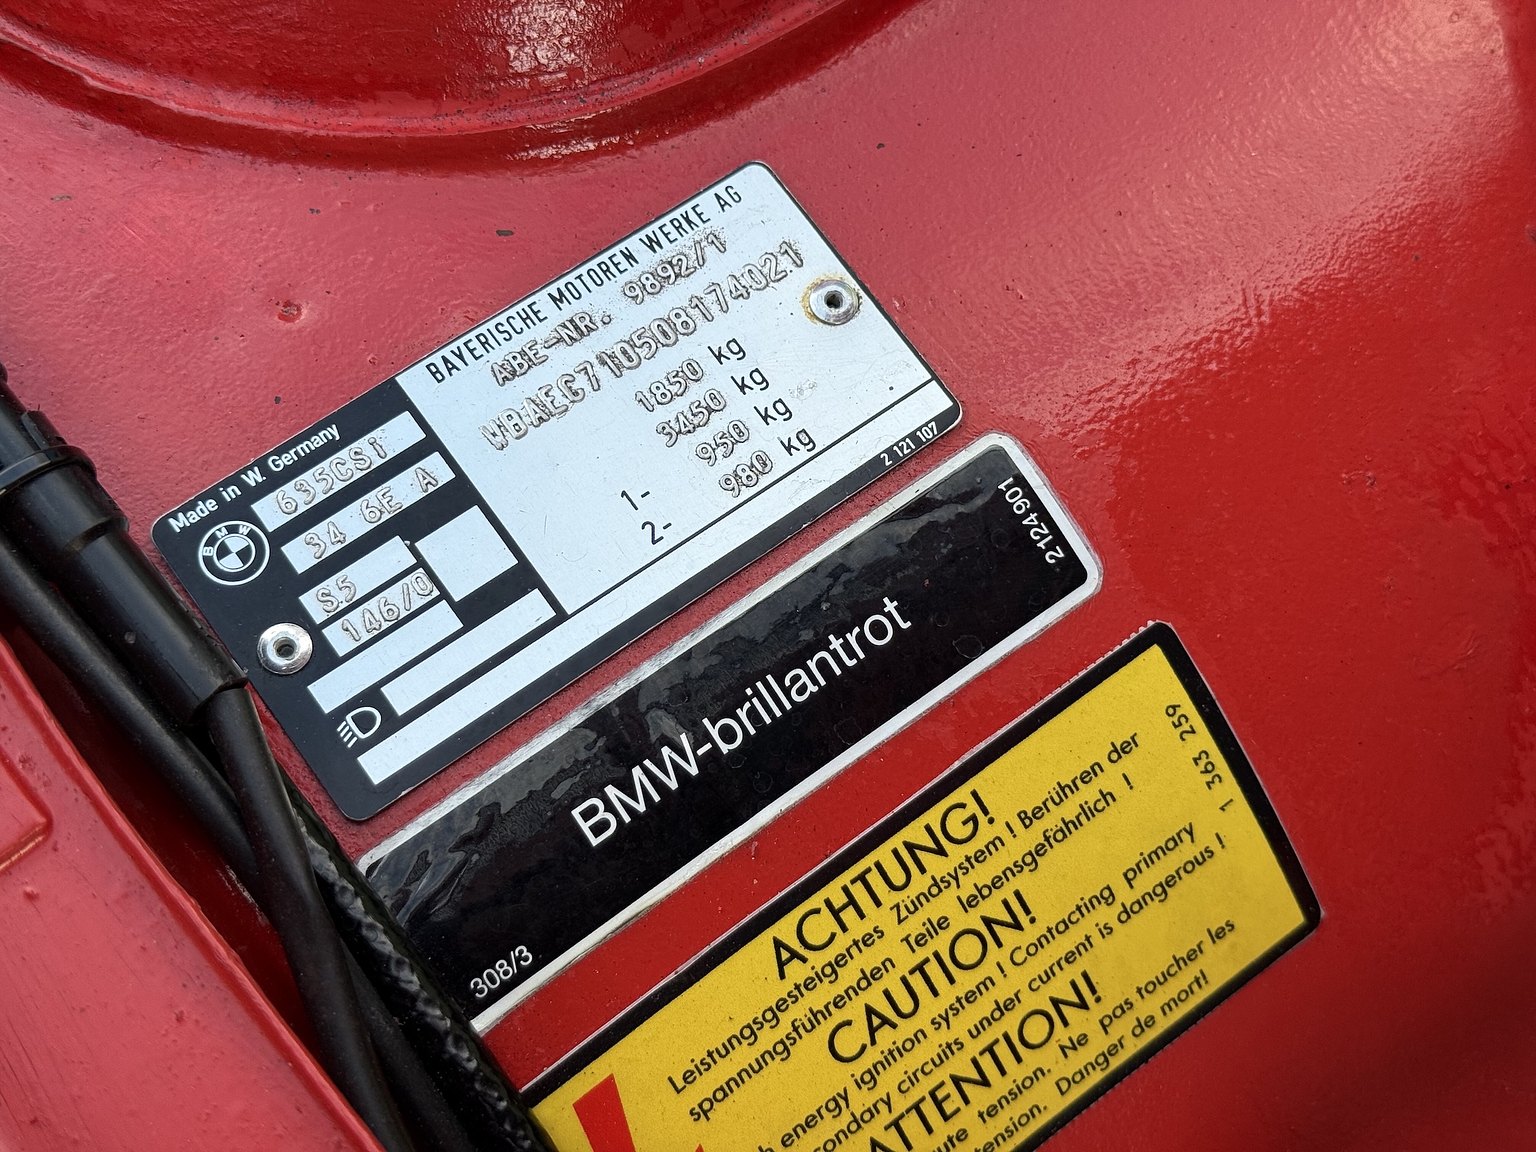 BAYERISCHE MOTOREN WERKE AG
ABE-NR. 9892/1
WBAEC710508174021
1850 kg
3450 kg
1- 950 kg
2- 980 kg
2 121 107
Made in W. Germany
BMW
635CSi
34 6E A
S.5
146/0
2124901
BMW-brillantrot
308/3
1 363 259
ACHTUNG!
Leistungsgesteigertes Zündsystem ! Berühren der
spannungsführenden Teile lebensgefährlich !
CAUTION!
energy ignition system ! Contacting primary
circuits under current is dangerous !
ATTENTION!
tension. Ne pas toucher les
tension. Danger de mort!